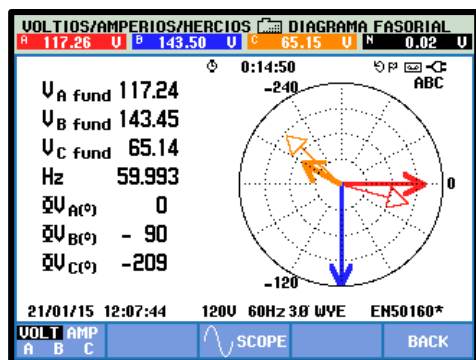 VOLTIOS/AMPERIOS/HERCIOS DIAGRAMA FASORIAL
A 117.26 V B 143.50 V C 65.15 V N 0.02 V
0:14:50
ABC
V A fund 117.24
V B fund 143.45
V C fund 65.14
Hz 59.993
ΦV A(°) 0
ΦV B(°) - 90
ΦV C(°) -209
-240
0
-120
21/01/15 12:07:44 120V 60Hz 3Ø WYE EN50160*
VOLT AMP
A B C
SCOPE
BACK